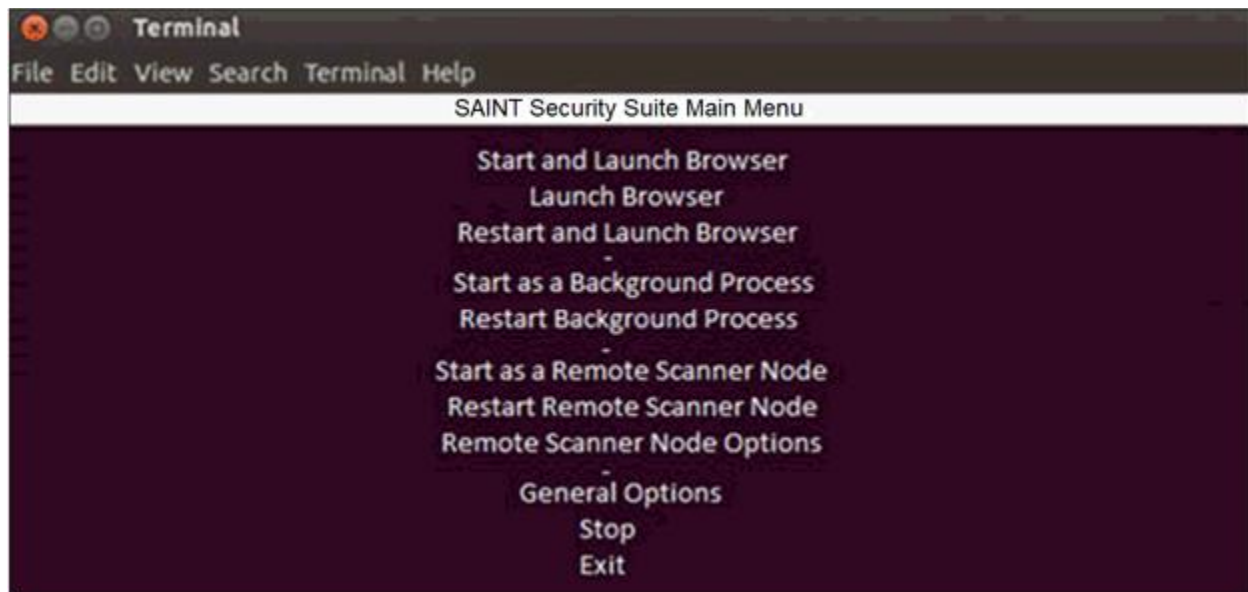 Terminal
File Edit View Search Terminal Help
SAINT Security Suite Main Menu
Start and Launch Browser
Launch Browser
Restart and Launch Browser
-
Start as a Background Process
Restart Background Process
-
Start as a Remote Scanner Node
Restart Remote Scanner Node
Remote Scanner Node Options
-
General Options
Stop
Exit